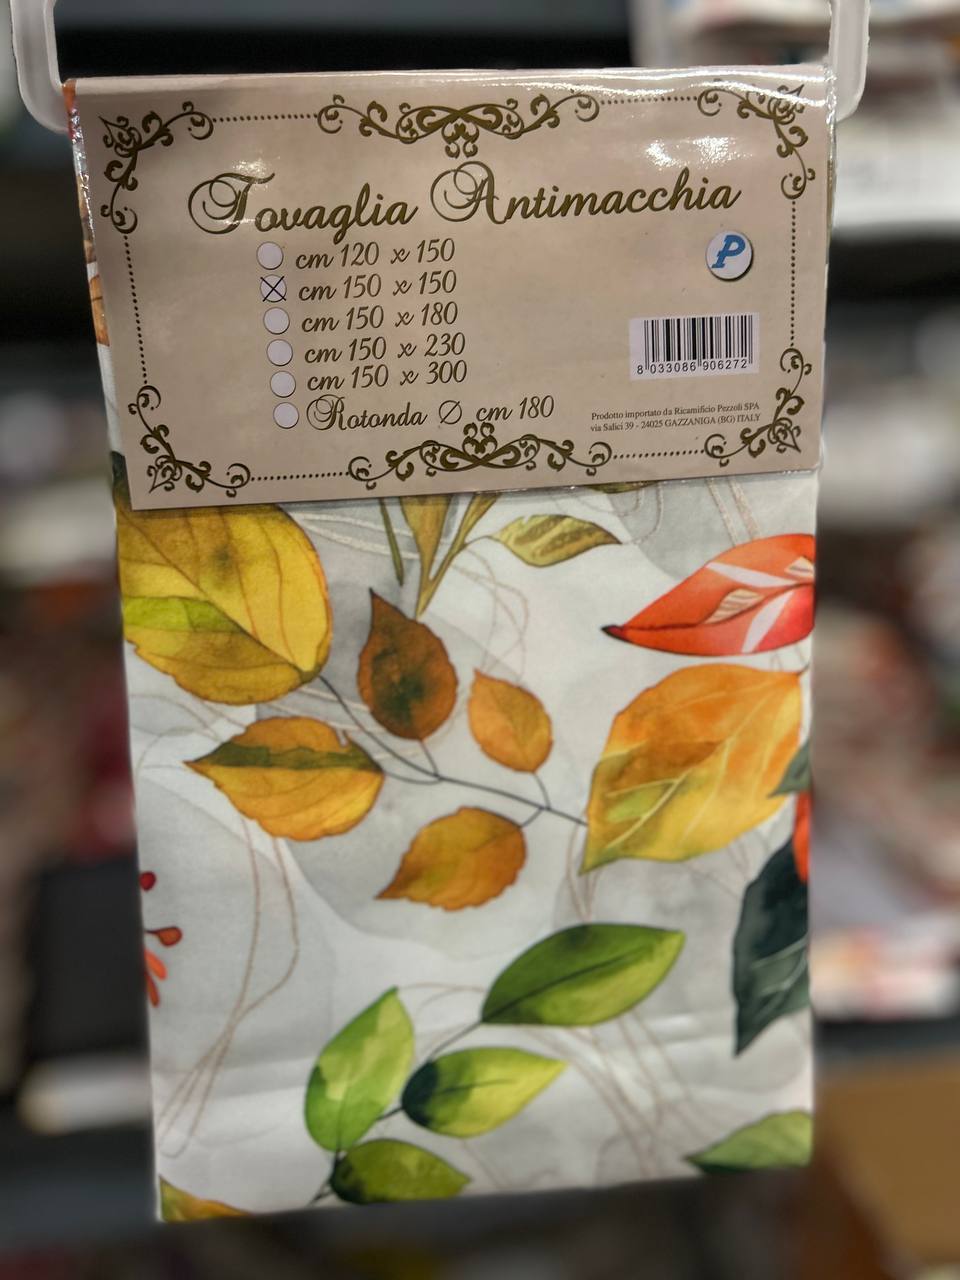 Tovaglia Antimacchia
cm 120 x 150
cm 150 x 150
cm 150 x 180
cm 150 x 230
cm 150 x 300
Rotonda Ø cm 180
P
8 033086 906272
Prodotto importato da Ricamificio Pezzoli SPA
via Salici 39 - 24025 GAZZANIGA (BG) ITALY